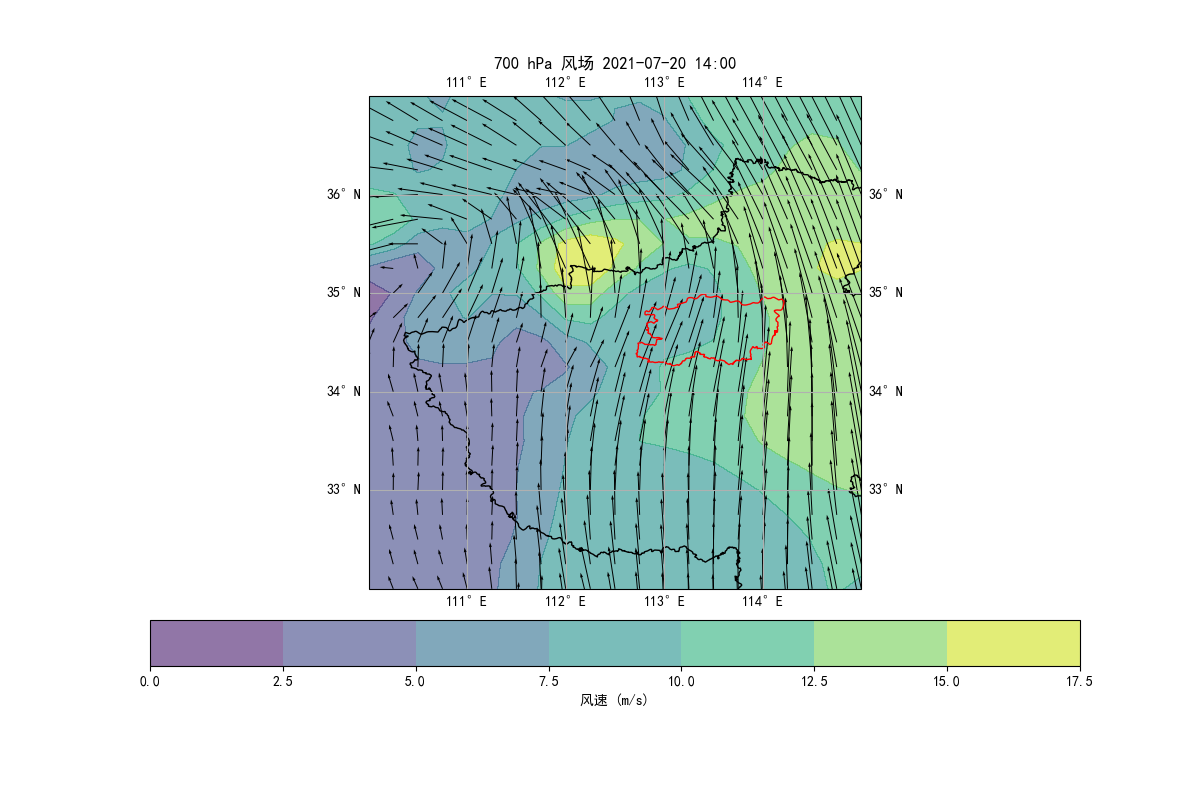 700 hPa 风场 2021-07-20 14:00
111° E 112° E 113° E 114° E
36° N 36° N
35° N 35° N
34° N 34° N
33° N 33° N
111° E 112° E 113° E 114° E
0.0 2.5 5.0 7.5 10.0 12.5 15.0 17.5
风速 (m/s)